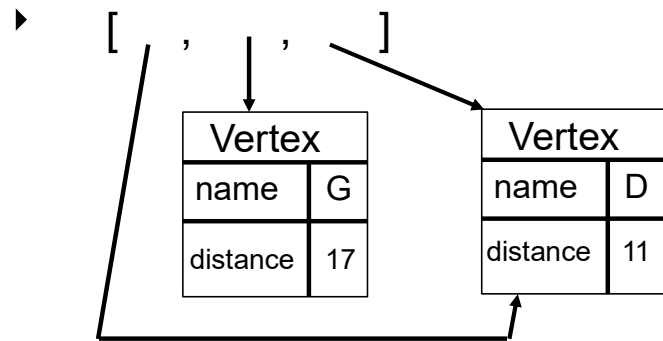 [ , , ]
Vertex
name G
distance 17
Vertex
name D
distance 11